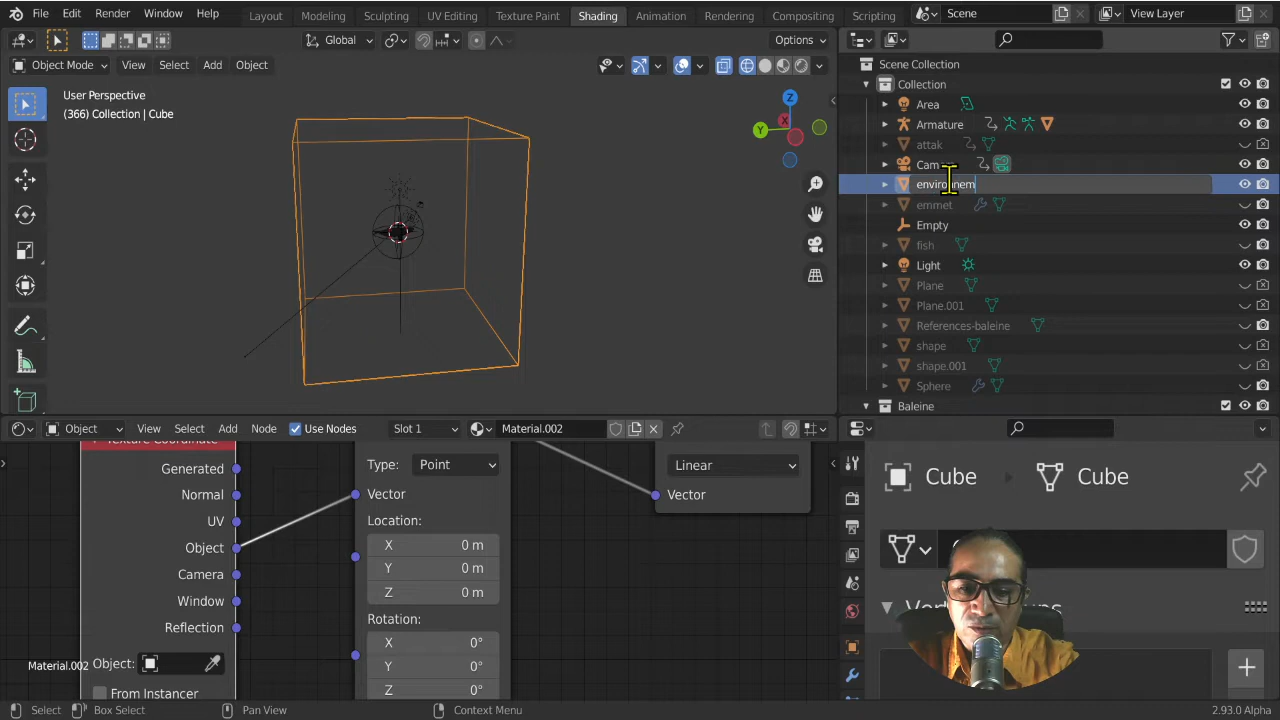 File Edit Render Window Help Layout Modeling Sculpting UV Editing Texture Paint Shading Animation Rendering Compositing Scripting Scene View Layer
Global Options
Object Mode View Select Add Object
User Perspective
(366) Collection | Cube
Z
Y
X
Scene Collection
Collection
Area
Armature
attak
environem
emmet
Empty
fish
Light
Plane
Plane.001
References-baleine
shape
shape.001
Sphere
Baleine
Object View Select Add Node Use Nodes Slot 1 Material.002
Texture Coordinate
Generated
Normal
UV
Object
Camera
Window
Reflection
Object:
From Instancer
Material.002
Type: Point
Vector
Location:
X 0 m
Y 0 m
Z 0 m
Rotation:
X 0°
Y 0°
Z 0°
Linear
Vector
Cube Cube
Select Box Select Pan View Context Menu 2.93.0 Alpha